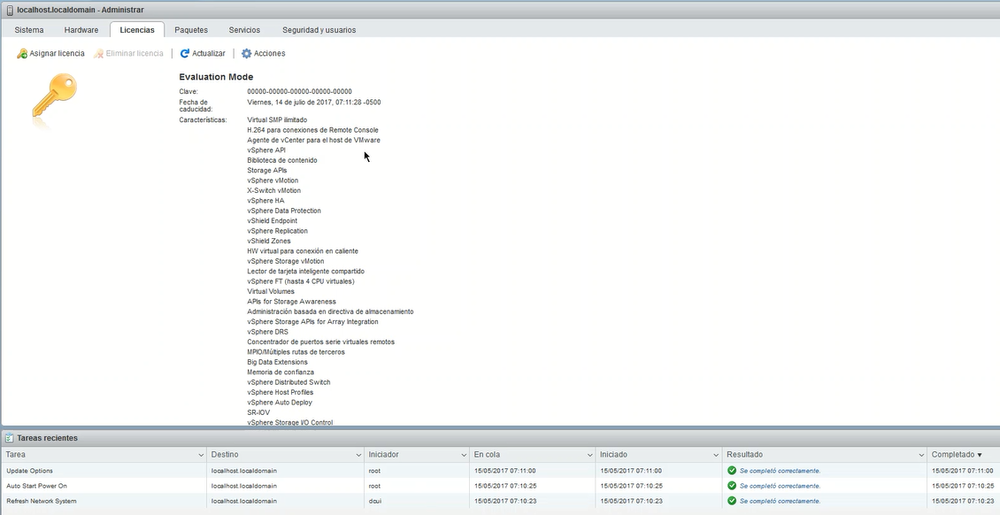 localhost.localdomain - Administrar
Sistema Hardware Licencias Paquetes Servicios Seguridad y usuarios
Asignar licencia Eliminar licencia Actualizar Acciones
Evaluation Mode
Clave: 00000-00000-00000-00000-00000
Fecha de caducidad: Viernes, 14 de julio de 2017, 07:11:28 -0500
Características: Virtual SMP ilimitado
H.264 para conexiones de Remote Console
Agente de vCenter para el host de VMware
vSphere API
Biblioteca de contenido
Storage APIs
vSphere vMotion
X-Switch vMotion
vSphere HA
vSphere Data Protection
vShield Endpoint
vSphere Replication
vShield Zones
HW virtual para conexión en caliente
vSphere Storage vMotion
Lector de tarjeta inteligente compartido
vSphere FT (hasta 4 CPU virtuales)
Virtual Volumes
APIs for Storage Awareness
Administración basada en directiva de almacenamiento
vSphere Storage APIs for Array Integration
vSphere DRS
Concentrador de puertos serie virtuales remotos
MPIO/Múltiples rutas de terceros
Big Data Extensions
Memoria de confianza
vSphere Distributed Switch
vSphere Host Profiles
vSphere Auto Deploy
SR-IOV
vSphere Storage I/O Control
Tareas recientes
Tarea Destino Iniciador En cola Iniciado Resultado Completado
Update Options localhost.localdomain root 15/05/2017 07:11:00 15/05/2017 07:11:00 Se completó correctamente. 15/05/2017 07:11:00
Auto Start Power On localhost.localdomain root 15/05/2017 07:10:25 15/05/2017 07:10:25 Se completó correctamente. 15/05/2017 07:10:25
Refresh Network System localhost.localdomain dcui 15/05/2017 07:10:23 15/05/2017 07:10:23 Se completó correctamente. 15/05/2017 07:10:23